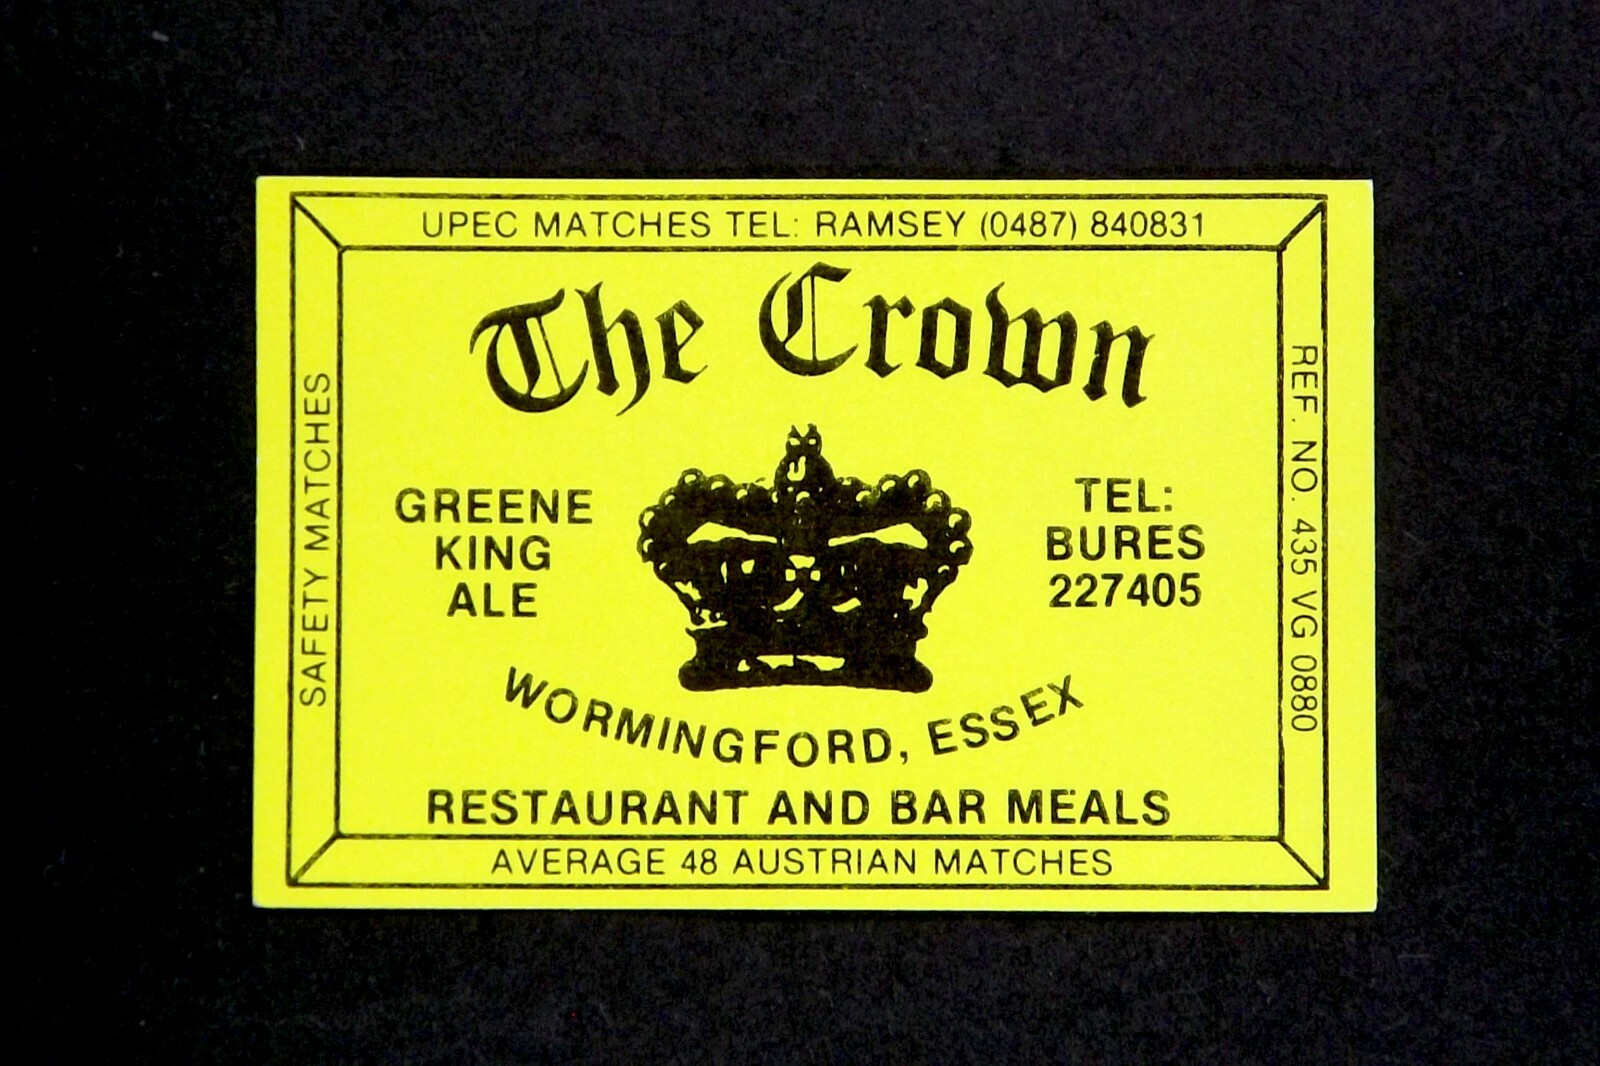 UPEC MATCHES TEL: RAMSEY (0487) 840831
The Crown
GREENE
KING
ALE
TEL:
BURES
227405
WORMINGFORD, ESSEX
RESTAURANT AND BAR MEALS
AVERAGE 48 AUSTRIAN MATCHES
SAFETY MATCHES
REF. NO. 435 VG 0880